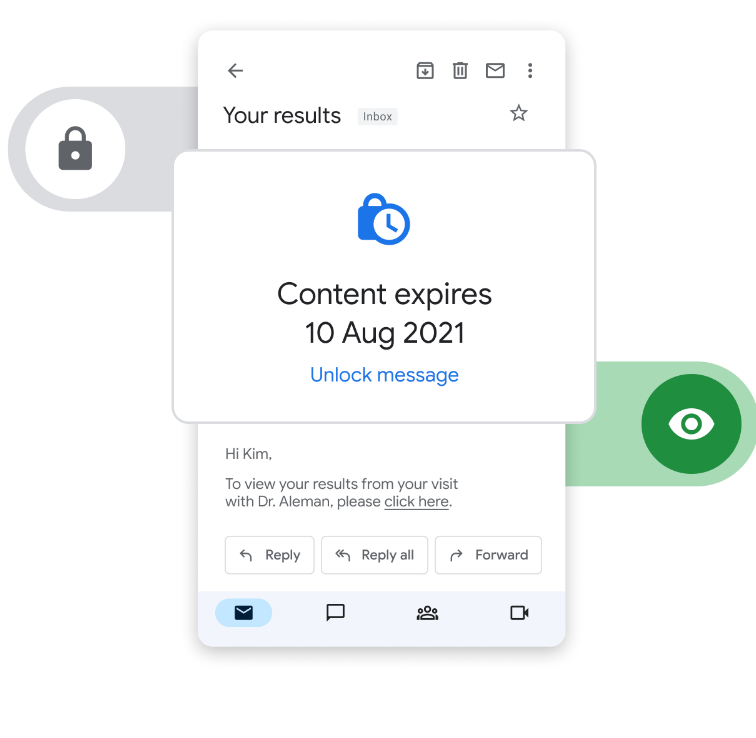 Your results
Inbox
Content expires
10 Aug 2021
Unlock message
Hi Kim,
To view your results from your visit
with Dr. Aleman, please click here.
Reply
Reply all
Forward